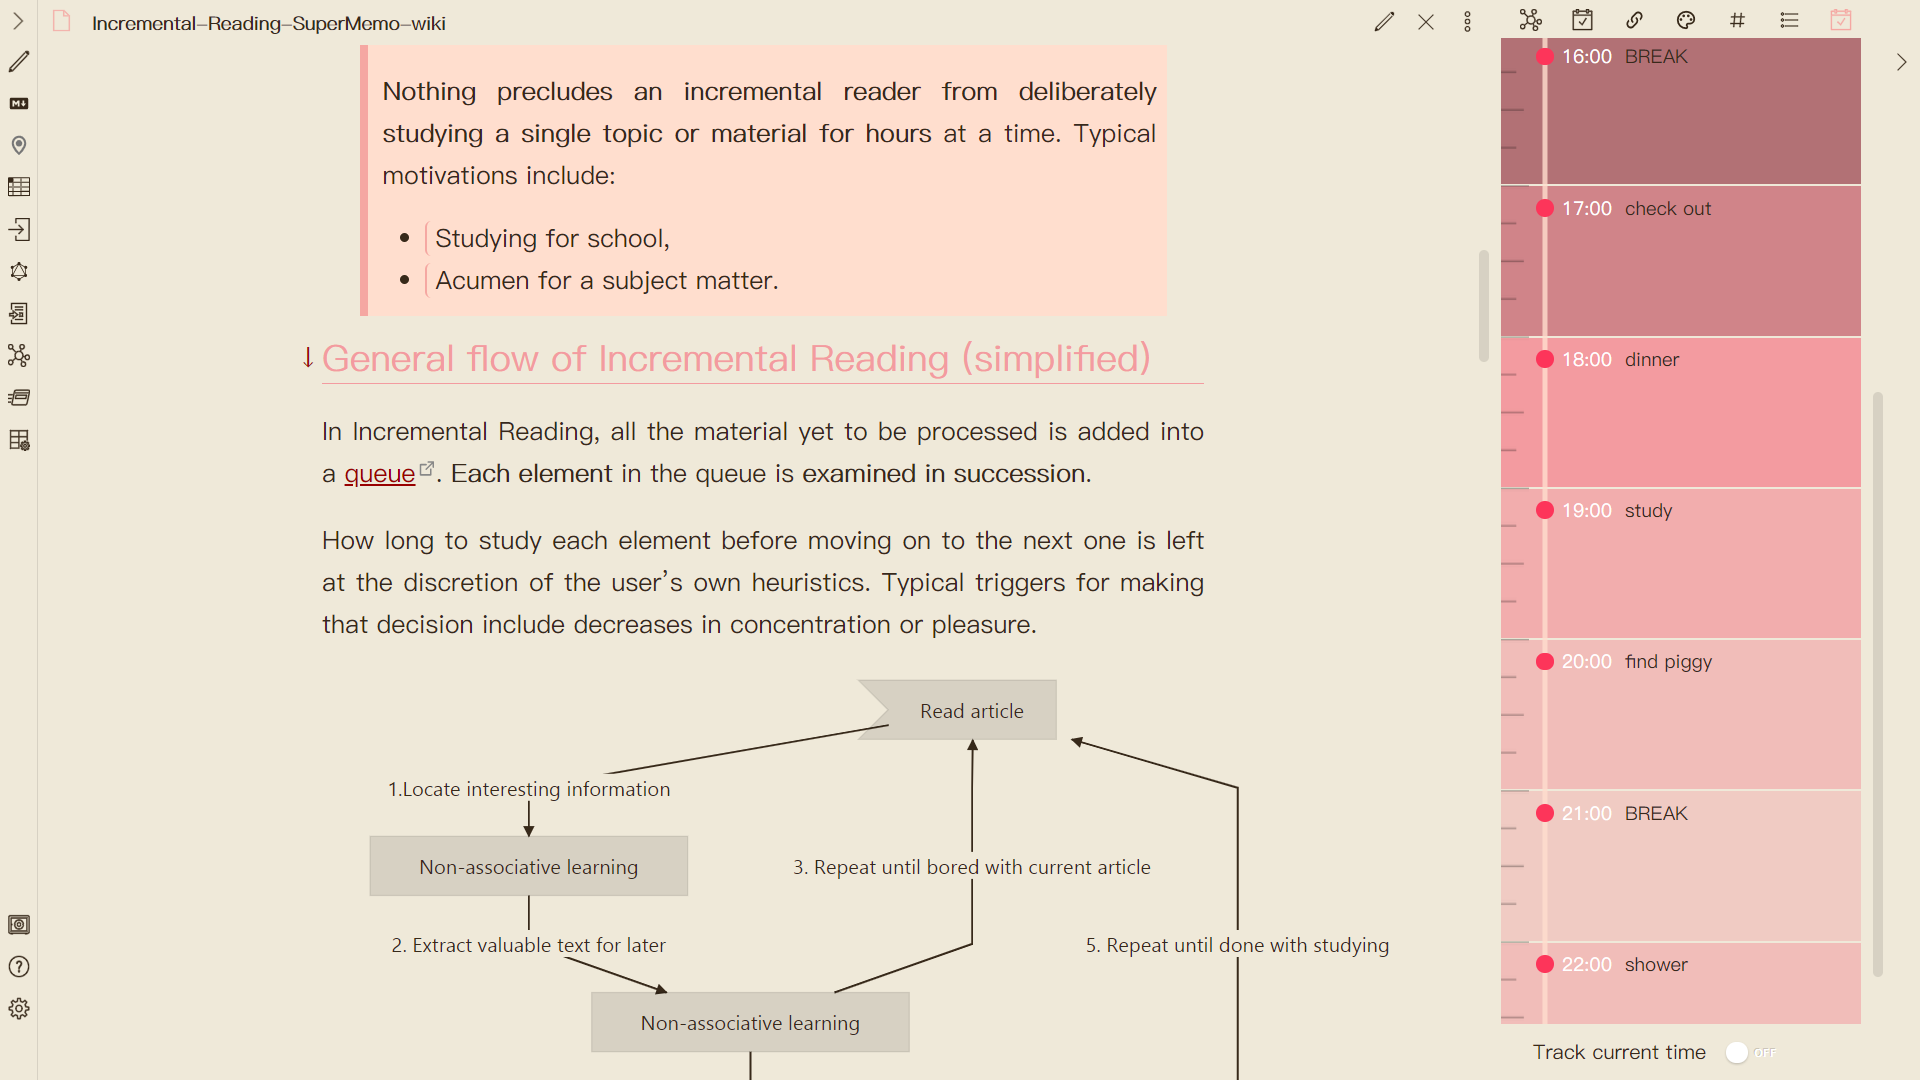 Incremental-Reading-SuperMemo-wiki
Nothing precludes an incremental reader from deliberately
studying a single topic or material for hours at a time. Typical
motivations include:
• Studying for school,
• Acumen for a subject matter.
↓ General flow of Incremental Reading (simplified)
In Incremental Reading, all the material yet to be processed is added into
a queue. Each element in the queue is examined in succession.
How long to study each element before moving on to the next one is left
at the discretion of the user's own heuristics. Typical triggers for making
that decision include decreases in concentration or pleasure.
Read article
1.Locate interesting information
Non-associative learning
3. Repeat until bored with current article
2. Extract valuable text for later
5. Repeat until done with studying
Non-associative learning
M↓
#
16:00 BREAK
17:00 check out
18:00 dinner
19:00 study
20:00 find piggy
21:00 BREAK
22:00 shower
Track current time OFF